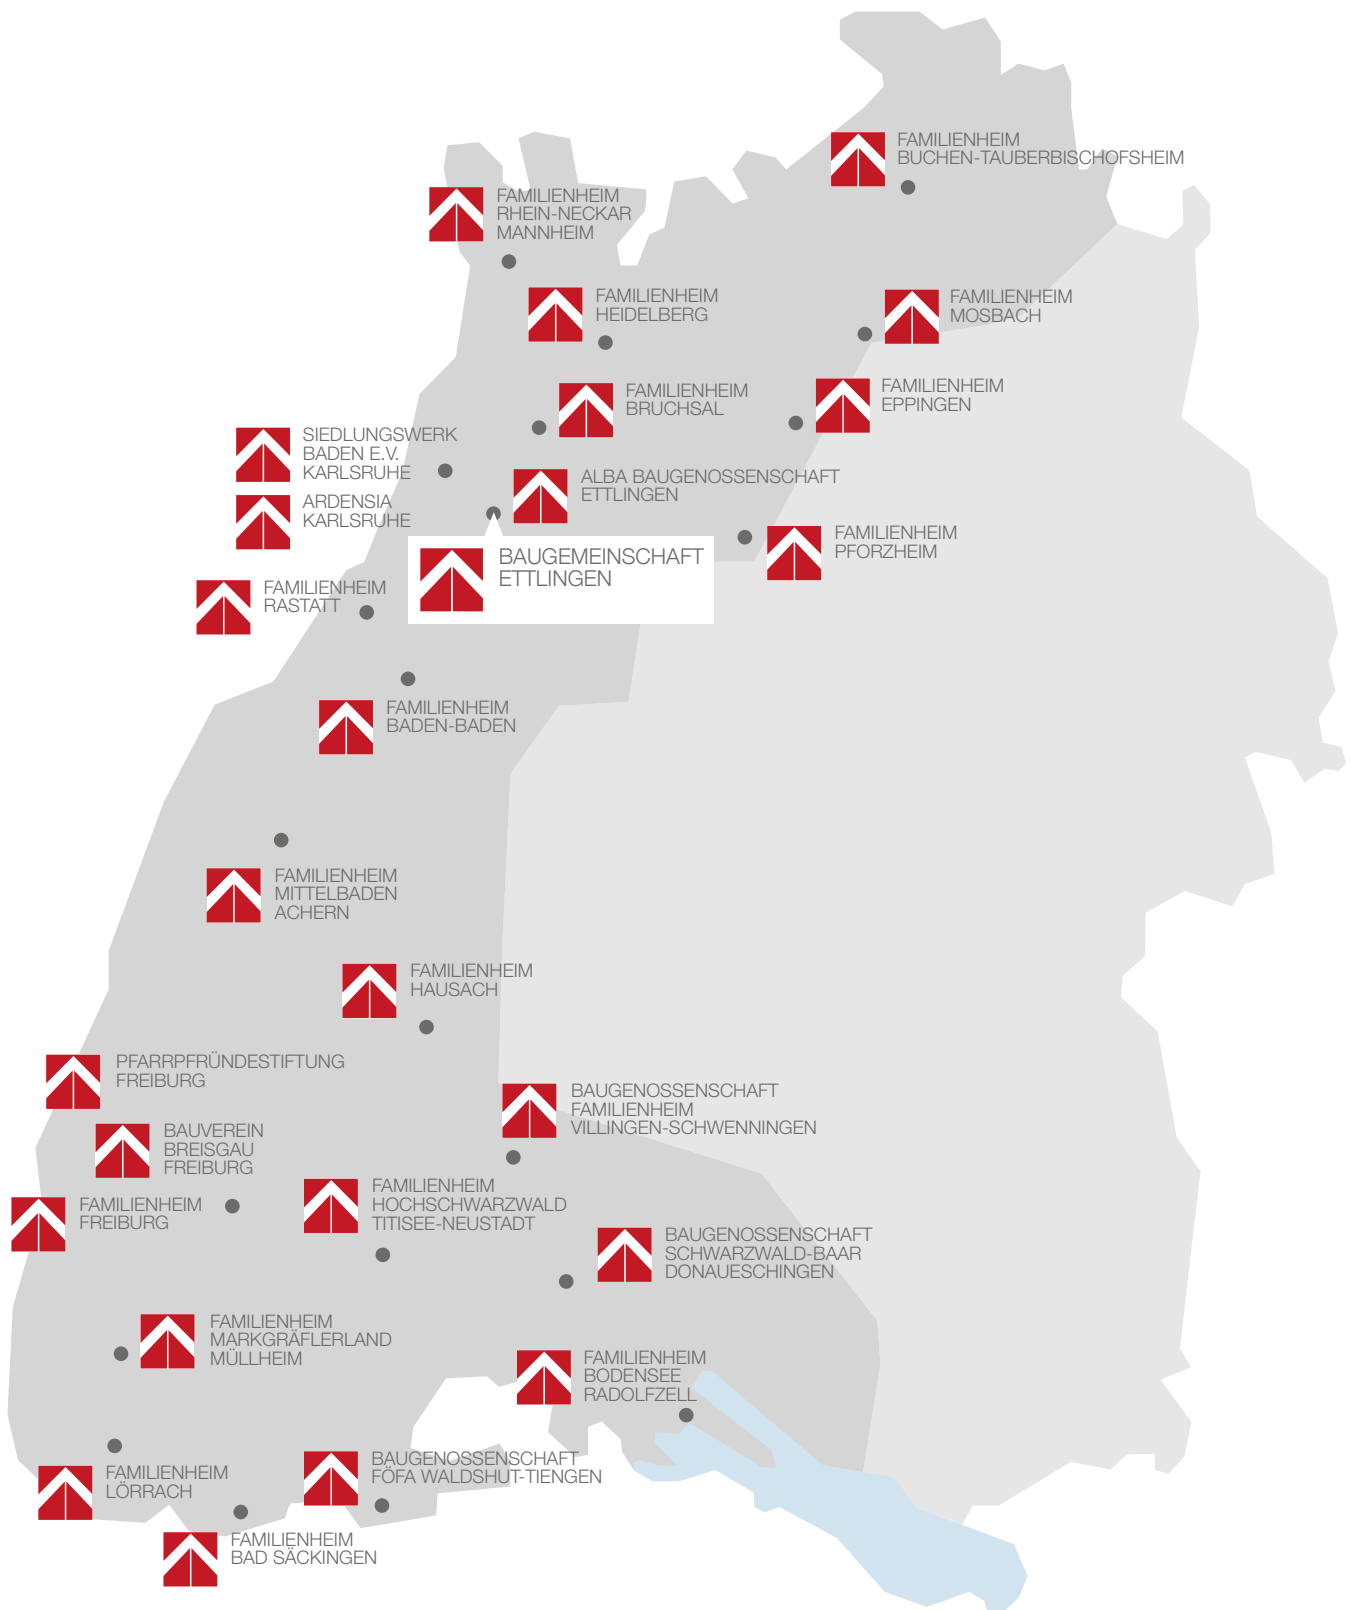 FAMILIENHEIM
BUCHEN-TAUBERBISCHOFSHEIM
FAMILIENHEIM
RHEIN-NECKAR
MANNHEIM
FAMILIENHEIM
HEIDELBERG
FAMILIENHEIM
MOSBACH
FAMILIENHEIM
BRUCHSAL
FAMILIENHEIM
EPPINGEN
SIEDLUNGSWERK
BADEN E.V.
KARLSRUHE
ARDENSIA
KARLSRUHE
ALBA BAUGENOSSENSCHAFT
ETTLINGEN
FAMILIENHEIM
PFORZHEIM
BAUGEMEINSCHAFT
ETTLINGEN
FAMILIENHEIM
RASTATT
FAMILIENHEIM
BADEN-BADEN
FAMILIENHEIM
MITTELBADEN
ACHERN
FAMILIENHEIM
HAUSACH
PFARRPFRÜNDESTIFTUNG
FREIBURG
BAUGENOSSENSCHAFT
FAMILIENHEIM
VILLINGEN-SCHWENNINGEN
BAUVEREIN
BREISGAU
FREIBURG
FAMILIENHEIM
HOCHSCHWARZWALD
TITISEE-NEUSTADT
FAMILIENHEIM
FREIBURG
BAUGENOSSENSCHAFT
SCHWARZWALD-BAAR
DONAUESCHINGEN
FAMILIENHEIM
MARKGRÄFLERLAND
MÜLLHEIM
FAMILIENHEIM
BODENSEE
RADOLFZELL
BAUGENOSSENSCHAFT
FÖFA WALDSHUT-TIENGEN
FAMILIENHEIM
LÖRRACH
FAMILIENHEIM
BAD SÄCKINGEN